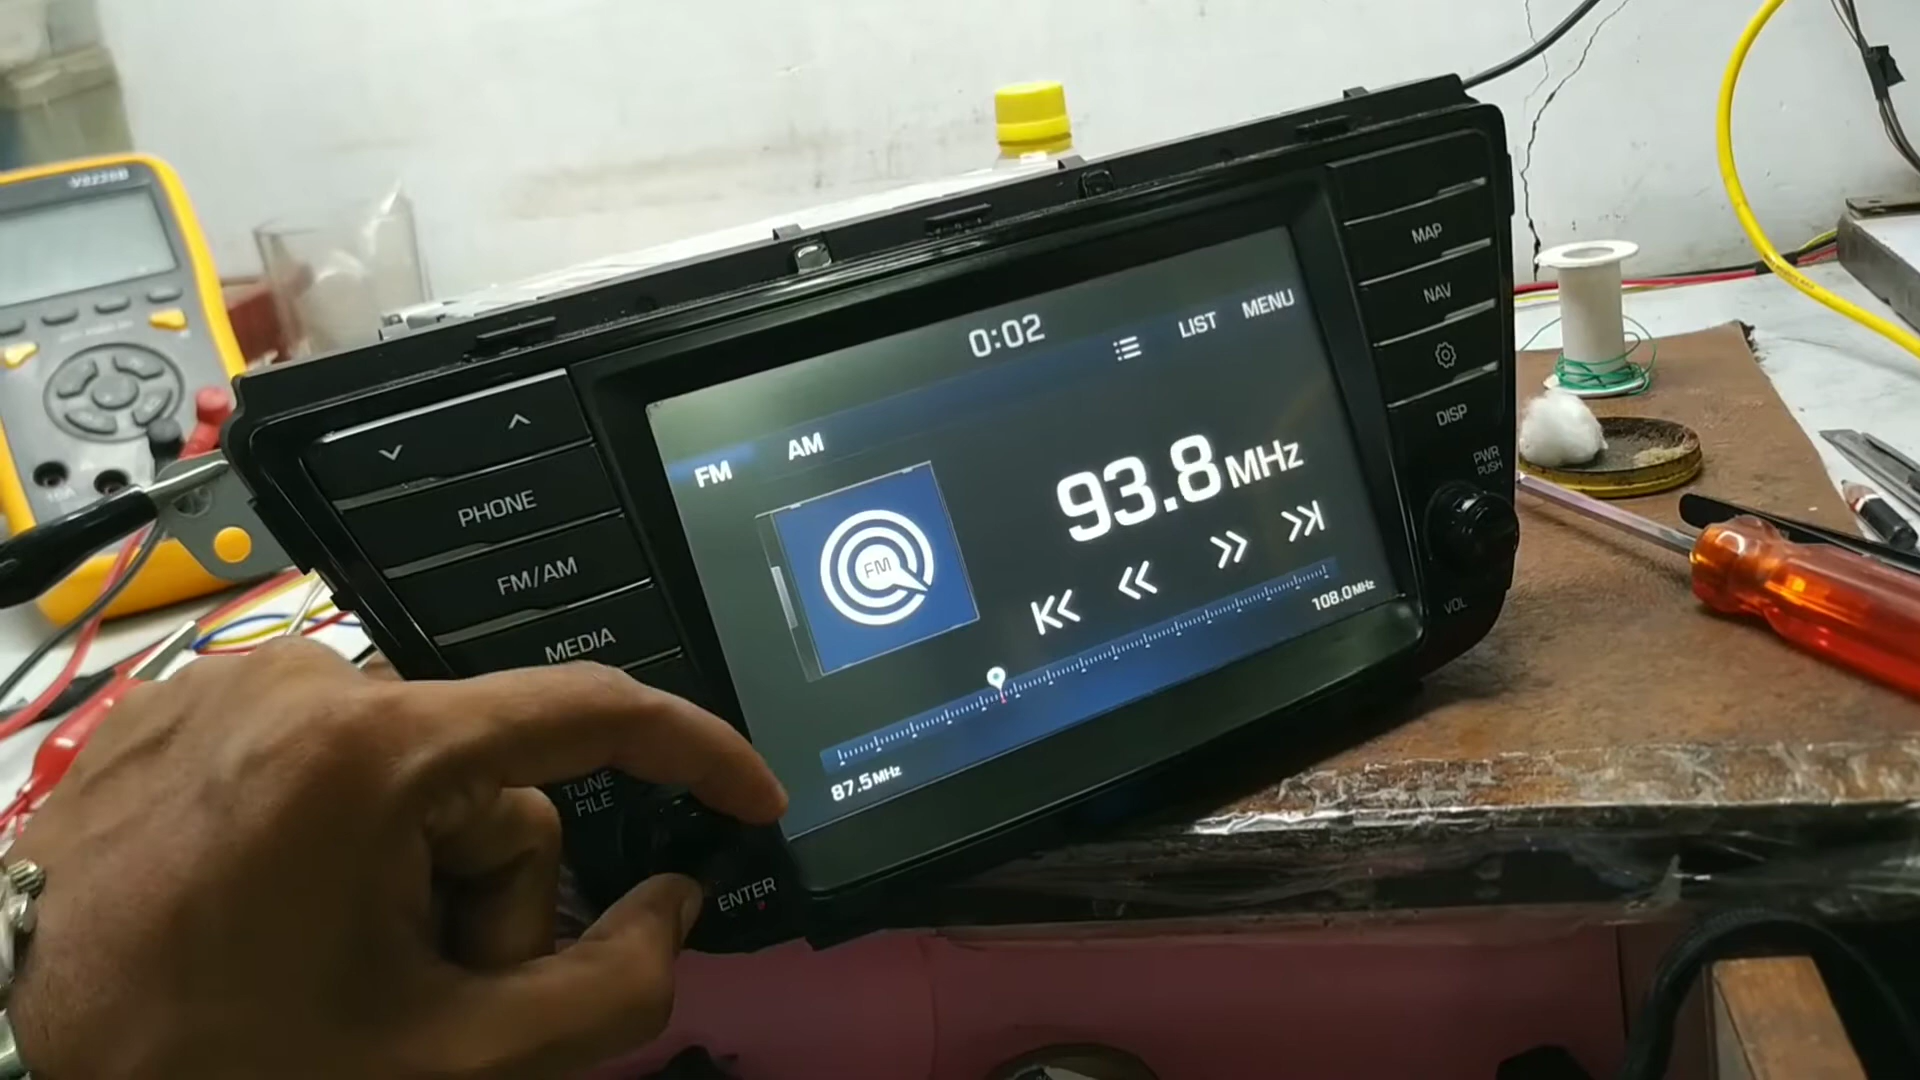 0:02
LIST
MENU
FM
AM
93.8 MHz
FM
108.0 MHz
87.5 MHz
PHONE
FM/AM
MEDIA
TUNE
FILE
ENTER
MAP
NAV
DISP
PWR
PUSH
VOL